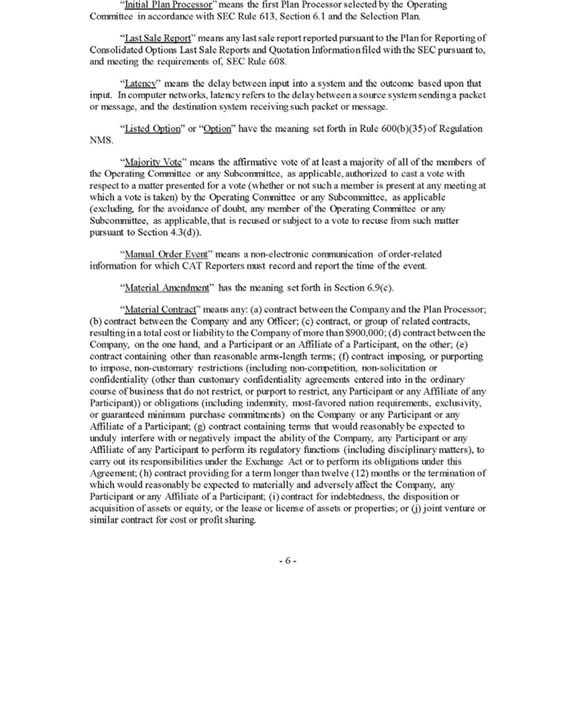 "Initial Plan Processor" means the first Plan Processor selected by the Operating
Committee in accordance with SEC Rule 613, Section 6.1 and the Selection Plan.
"Last Sale Report" means any last sale report reported pursuant to the Plan for Reporting of
Consolidated Options Last Sale Reports and Quotation Information filed with the SEC pursuant to,
and meeting the requirements of, SEC Rule 608.
"Latency" means the delay between input into a system and the outcome based upon that
input. In computer networks, latency refers to the delay between a source system sending a packet
or message, and the destination system receiving such packet or message.
"Listed Option" or "Option" have the meaning set forth in Rule 600(b)(35) of Regulation
NMS.
"Majority Vote" means the affirmative vote of at least a majority of all of the members of
the Operating Committee or any Subcommittee, as applicable, authorized to cast a vote with
respect to a matter presented for a vote (whether or not such a member is present at any meeting at
which a vote is taken) by the Operating Committee or any Subcommittee, as applicable
(excluding, for the avoidance of doubt, any member of the Operating Committee or any
Subcommittee, as applicable, that is recused or subject to a vote to recuse from such matter
pursuant to Section 4.3(d)).
"Manual Order Event" means a non-electronic communication of order-related
information for which CAT Reporters must record and report the time of the event.
"Material Amendment" has the meaning set forth in Section 6.9(c).
"Material Contract" means any: (a) contract between the Company and the Plan Processor;
(b) contract between the Company and any Officer; (c) contract, or group of related contracts,
resulting in a total cost or liability to the Company of more than $900,000; (d) contract between the
Company, on the one hand, and a Participant or an Affiliate of a Participant, on the other; (e)
contract containing other than reasonable arms-length terms; (f) contract imposing, or purporting
to impose, non-customary restrictions (including non-competition, non-solicitation or
confidentiality (other than customary confidentiality agreements entered into in the ordinary
course of business that do not restrict, or purport to restrict, any Participant or any Affiliate of any
Participant)) or obligations (including indemnity, most-favored nation requirements, exclusivity,
or guaranteed minimum purchase commitments) on the Company or any Participant or any
Affiliate of a Participant; (g) contract containing terms that would reasonably be expected to
unduly interfere with or negatively impact the ability of the Company, any Participant or any
Affiliate of any Participant to perform its regulatory functions (including disciplinary matters), to
carry out its responsibilities under the Exchange Act or to perform its obligations under this
Agreement; (h) contract providing for a term longer than twelve (12) months or the termination of
which would reasonably be expected to materially and adversely affect the Company, any
Participant or any Affiliate of a Participant; (i) contract for indebtedness, the disposition or
acquisition of assets or equity, or the lease or license of assets or properties; or (j) joint venture or
similar contract for cost or profit sharing.
- 6 -